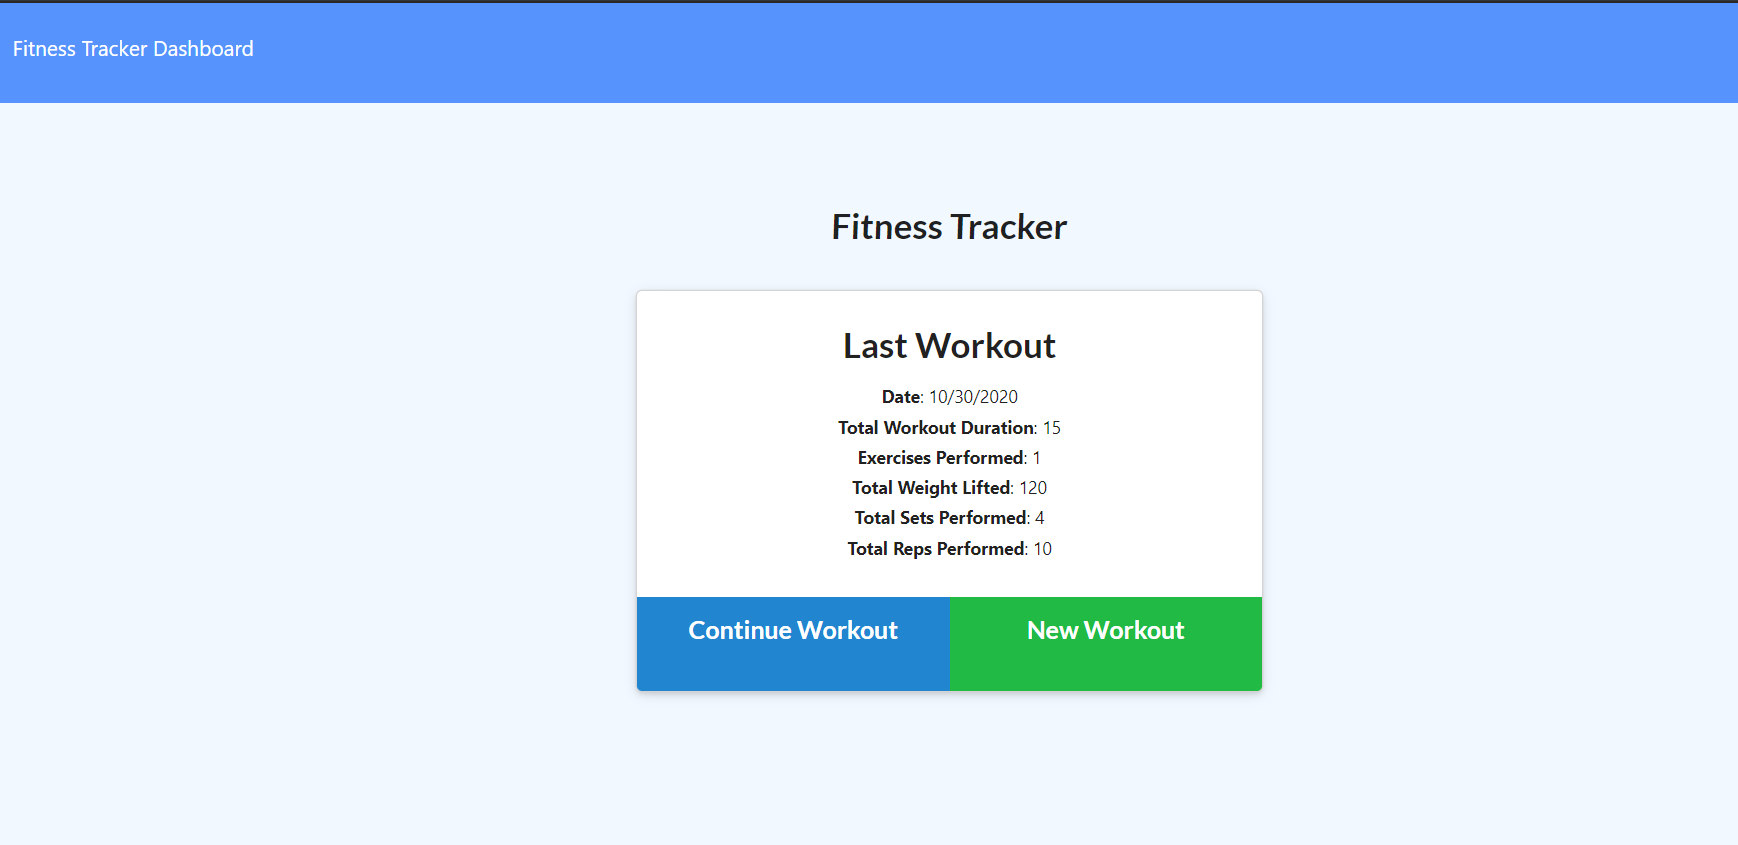 Fitness Tracker Dashboard
Fitness Tracker
Last Workout
Date: 10/30/2020
Total Workout Duration: 15
Exercises Performed: 1
Total Weight Lifted: 120
Total Sets Performed: 4
Total Reps Performed: 10
Continue Workout
New Workout